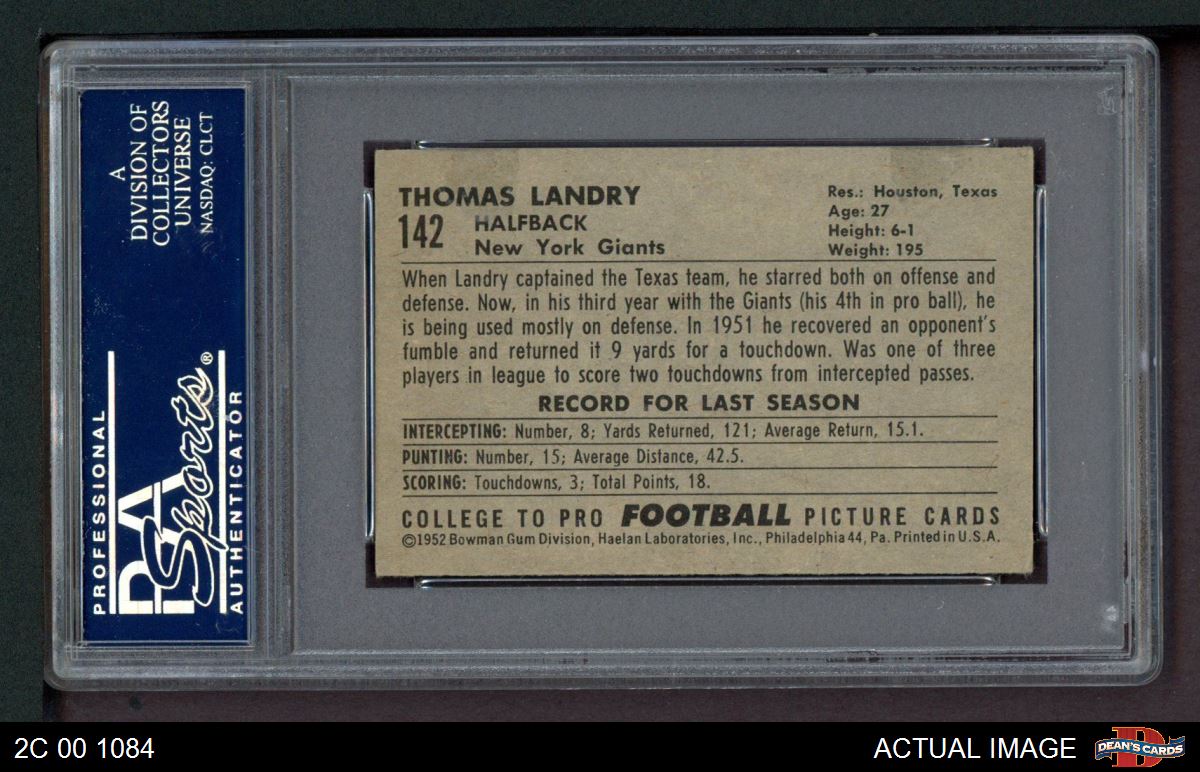 A
DIVISION OF
COLLECTORS
UNIVERSE
NASDAQ: CLCT
PROFESSIONAL
PSA
Sports®
AUTHENTICATOR
THOMAS LANDRY
142
HALFBACK
New York Giants
Res.: Houston, Texas
Age: 27
Height: 6-1
Weight: 195
When Landry captained the Texas team, he starred both on offense and
defense. Now, in his third year with the Giants (his 4th in pro ball), he
is being used mostly on defense. In 1951 he recovered an opponent's
fumble and returned it 9 yards for a touchdown. Was one of three
players in league to score two touchdowns from intercepted passes.
RECORD FOR LAST SEASON
INTERCEPTING: Number, 8; Yards Returned, 121; Average Return, 15.1.
PUNTING: Number, 15; Average Distance, 42.5.
SCORING: Touchdowns, 3; Total Points, 18.
COLLEGE TO PRO FOOTBALL PICTURE CARDS
©1952 Bowman Gum Division, Haelan Laboratories, Inc., Philadelphia 44, Pa. Printed in U.S.A.
2C 00 1084
ACTUAL IMAGE
D
DEAN'S CARDS